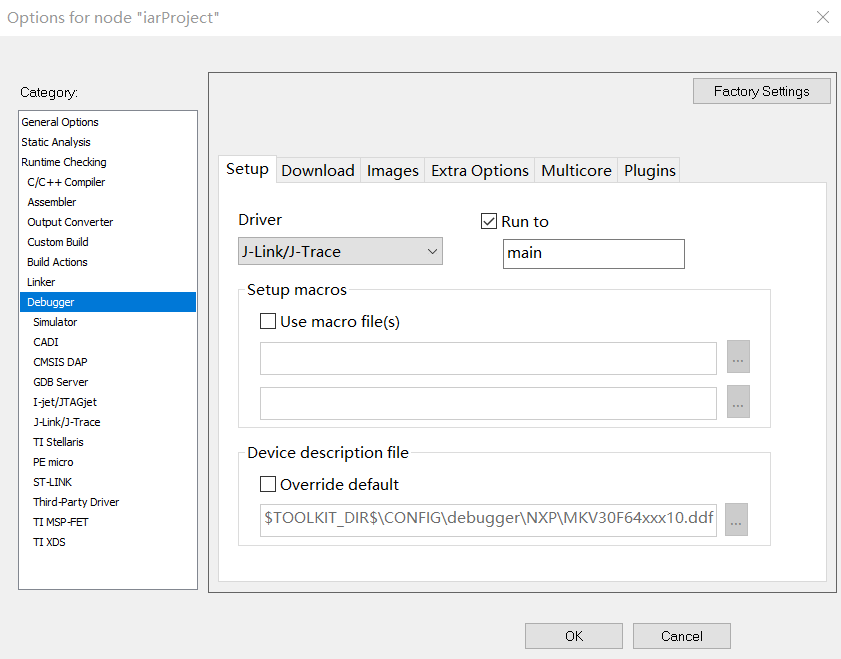 Options for node "iarProject"
Category:
Factory Settings
General Options
Static Analysis
Runtime Checking
C/C++ Compiler
Assembler
Output Converter
Custom Build
Build Actions
Linker
Debugger
Simulator
CADI
CMSIS DAP
GDB Server
I-jet/JTAGjet
J-Link/J-Trace
TI Stellaris
PE micro
ST-LINK
Third-Party Driver
TI MSP-FET
TI XDS
Setup Download Images Extra Options Multicore Plugins
Driver
Run to
J-Link/J-Trace
main
Setup macros
Use macro file(s)
...
...
Device description file
Override default
$TOOLKIT_DIR$\CONFIG\debugger\NXP\MKV30F64xxx10.ddf
...
OK Cancel